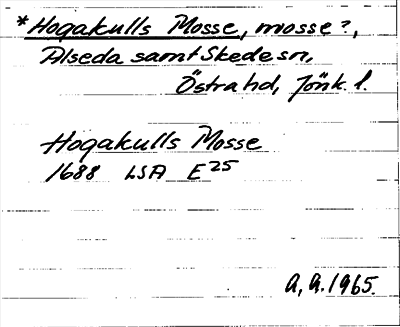 *Hogakulls Mosse, mosse?,
Alseda samt Skede sn,
Östra hd, Jönk. l.
Hogakulls Mosse
1688 LSA E25
A.A. 1965.